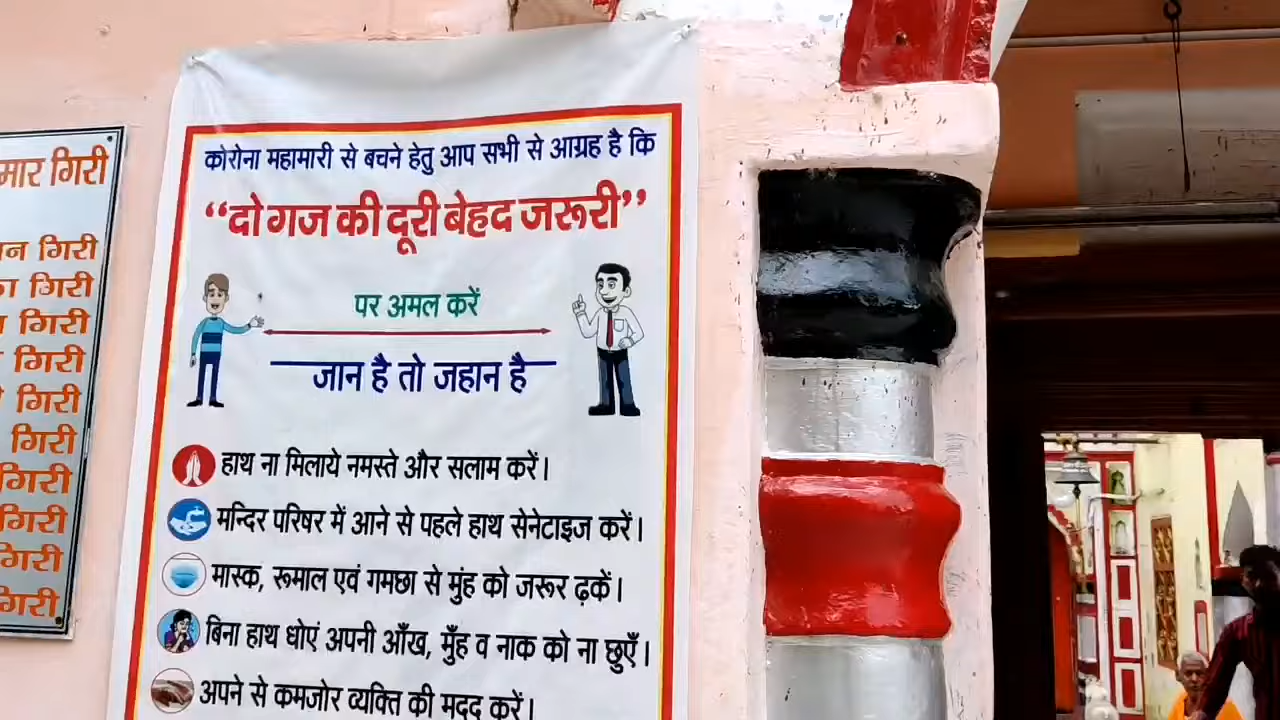 कोरोना महामारी से बचने हेतु आप सभी से आग्रह है कि
“दो गज की दूरी बेहद जरूरी”
पर अमल करें
जान है तो जहान है
हाथ ना मिलाये नमस्ते और सलाम करें।
मन्दिर परिषर में आने से पहले हाथ सेनेटाइज करें।
मास्क, रूमाल एवं गमछा से मुंह को जरूर ढ़कें।
बिना हाथ धोएं अपनी आँख, मुँह व नाक को ना छुएँ।
अपने से कमजोर व्यक्ति की मदद करें।
गिरी
गिरी
गिरी
गिरी
गिरी
गिरी
गिरी
गिरी
गिरी
गिरी
गिरी